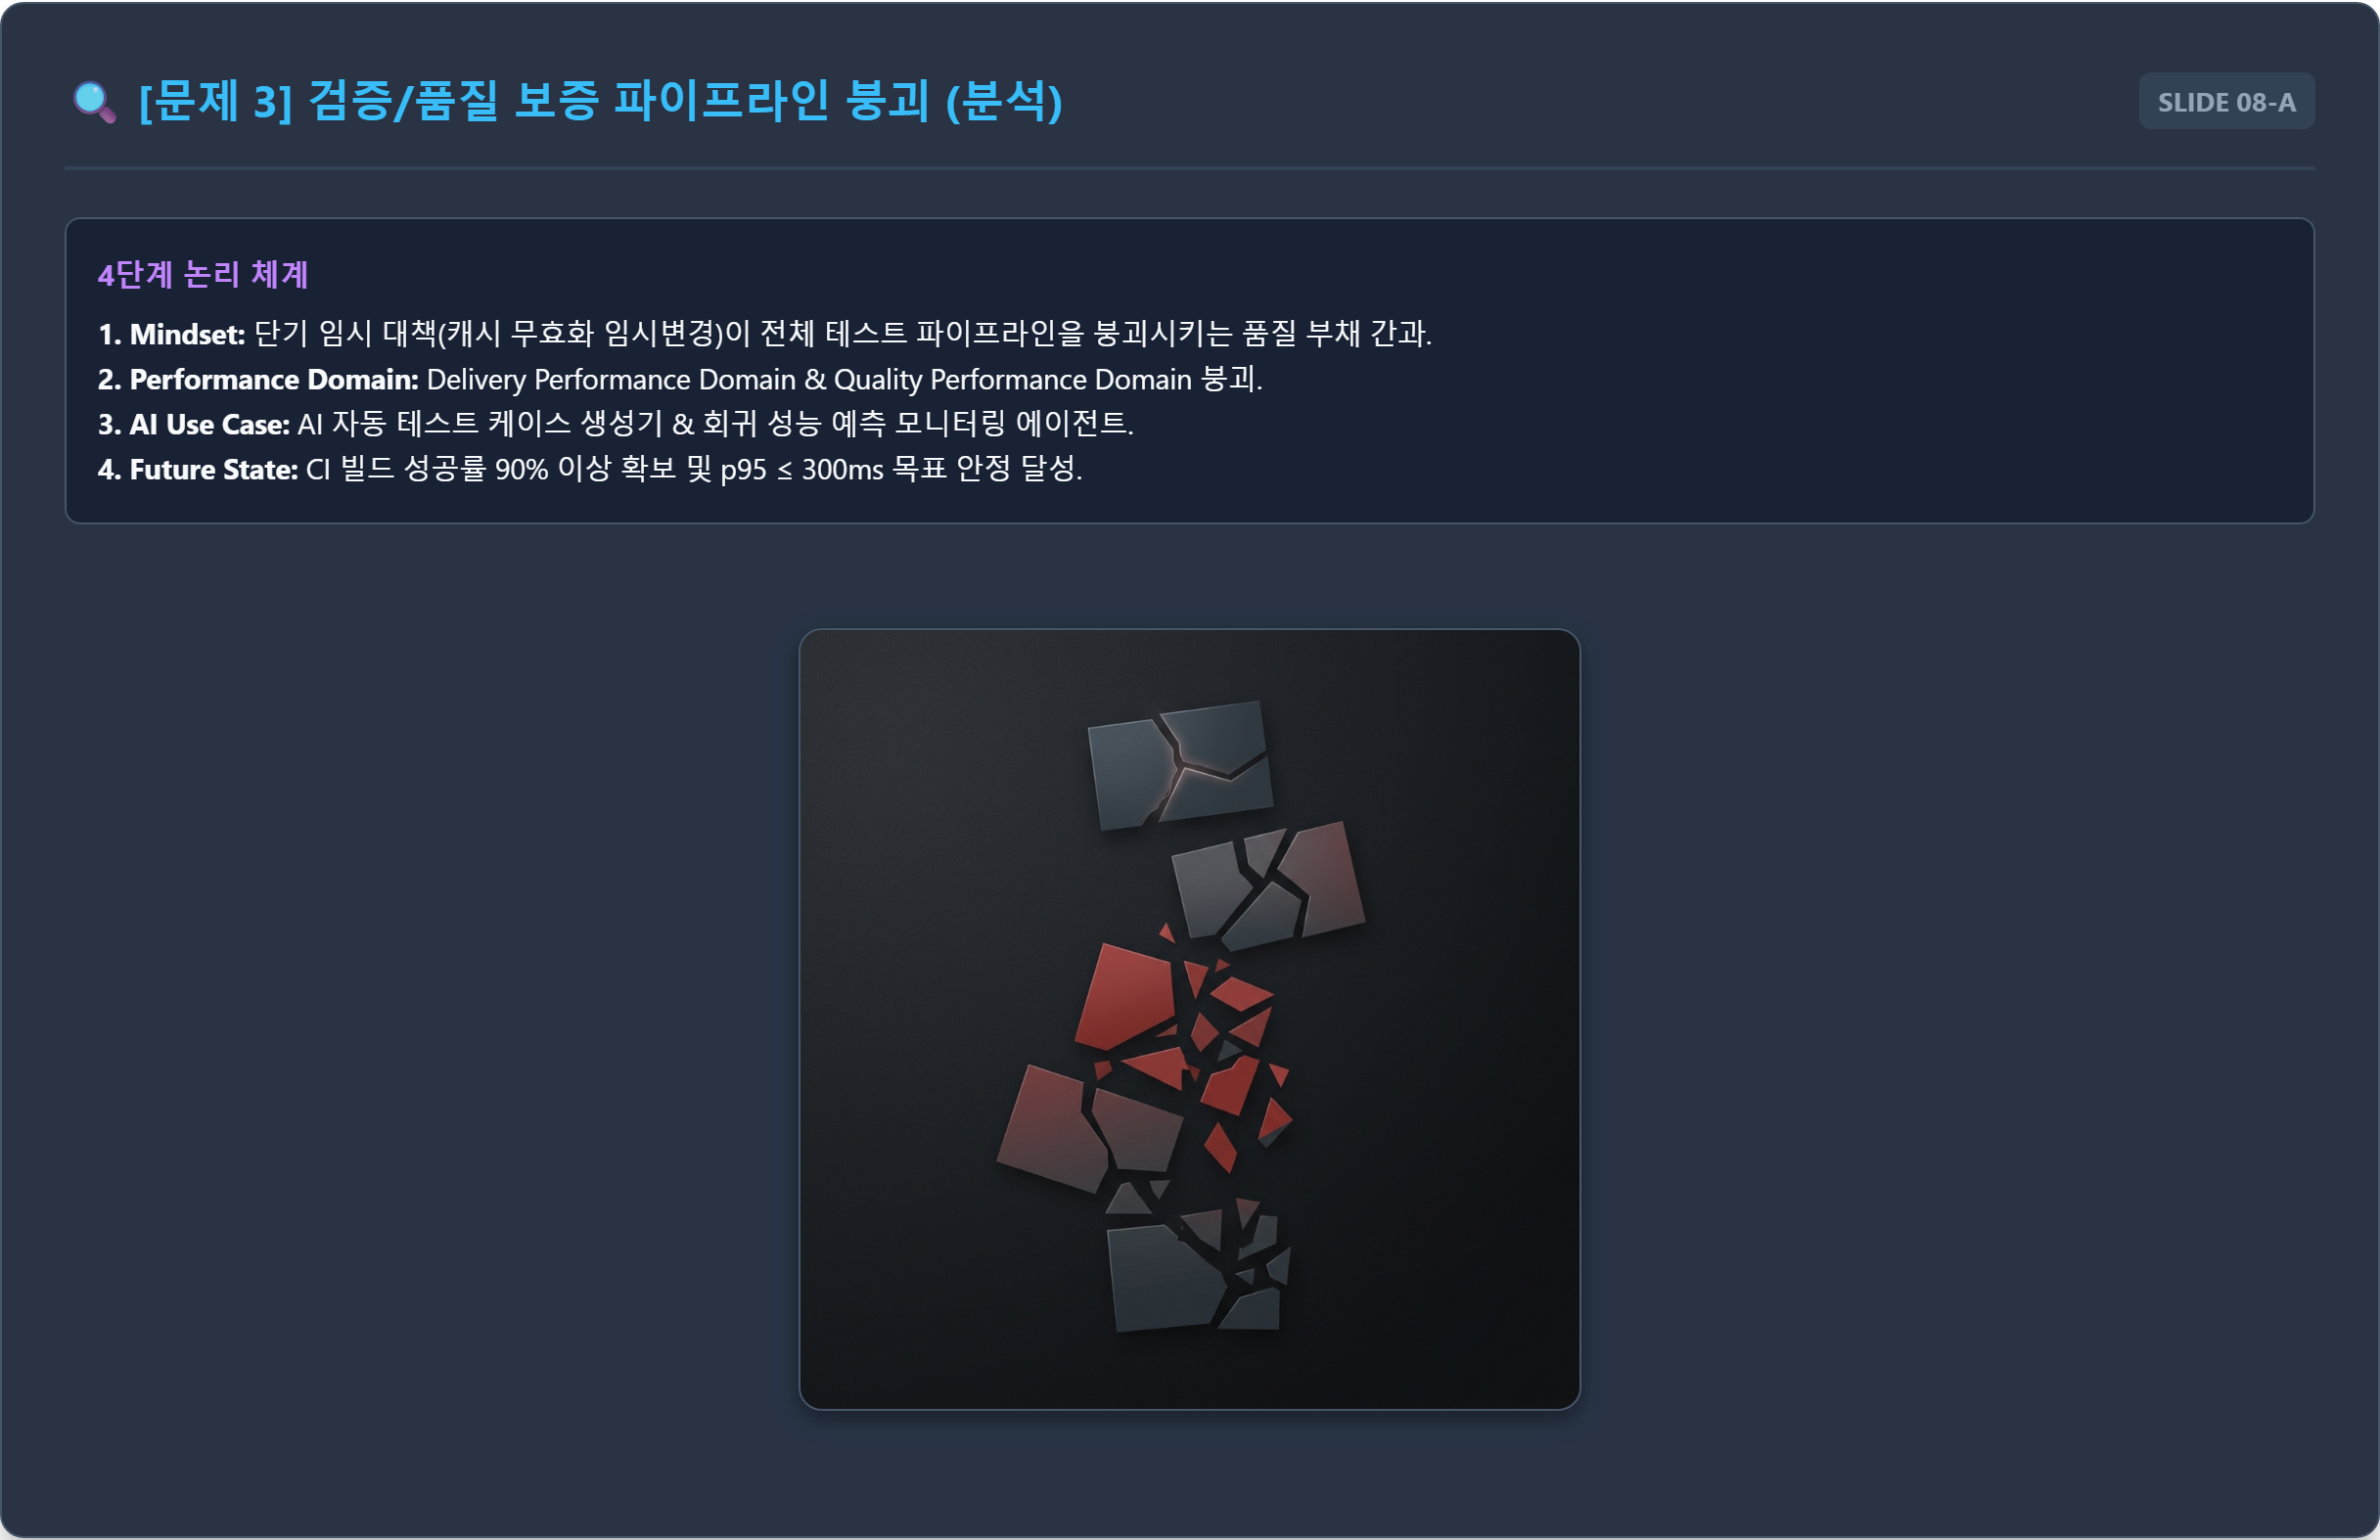 [문제 3] 검증/품질 보증 파이프라인 붕괴 (분석)
SLIDE 08-A
4단계 논리 체계
1. Mindset: 단기 임시 대책(캐시 무효화 임시변경)이 전체 테스트 파이프라인을 붕괴시키는 품질 부채 간과.
2. Performance Domain: Delivery Performance Domain & Quality Performance Domain 붕괴.
3. AI Use Case: AI 자동 테스트 케이스 생성기 & 회귀 성능 예측 모니터링 에이전트.
4. Future State: CI 빌드 성공률 90% 이상 확보 및 p95 ≤ 300ms 목표 안정 달성.